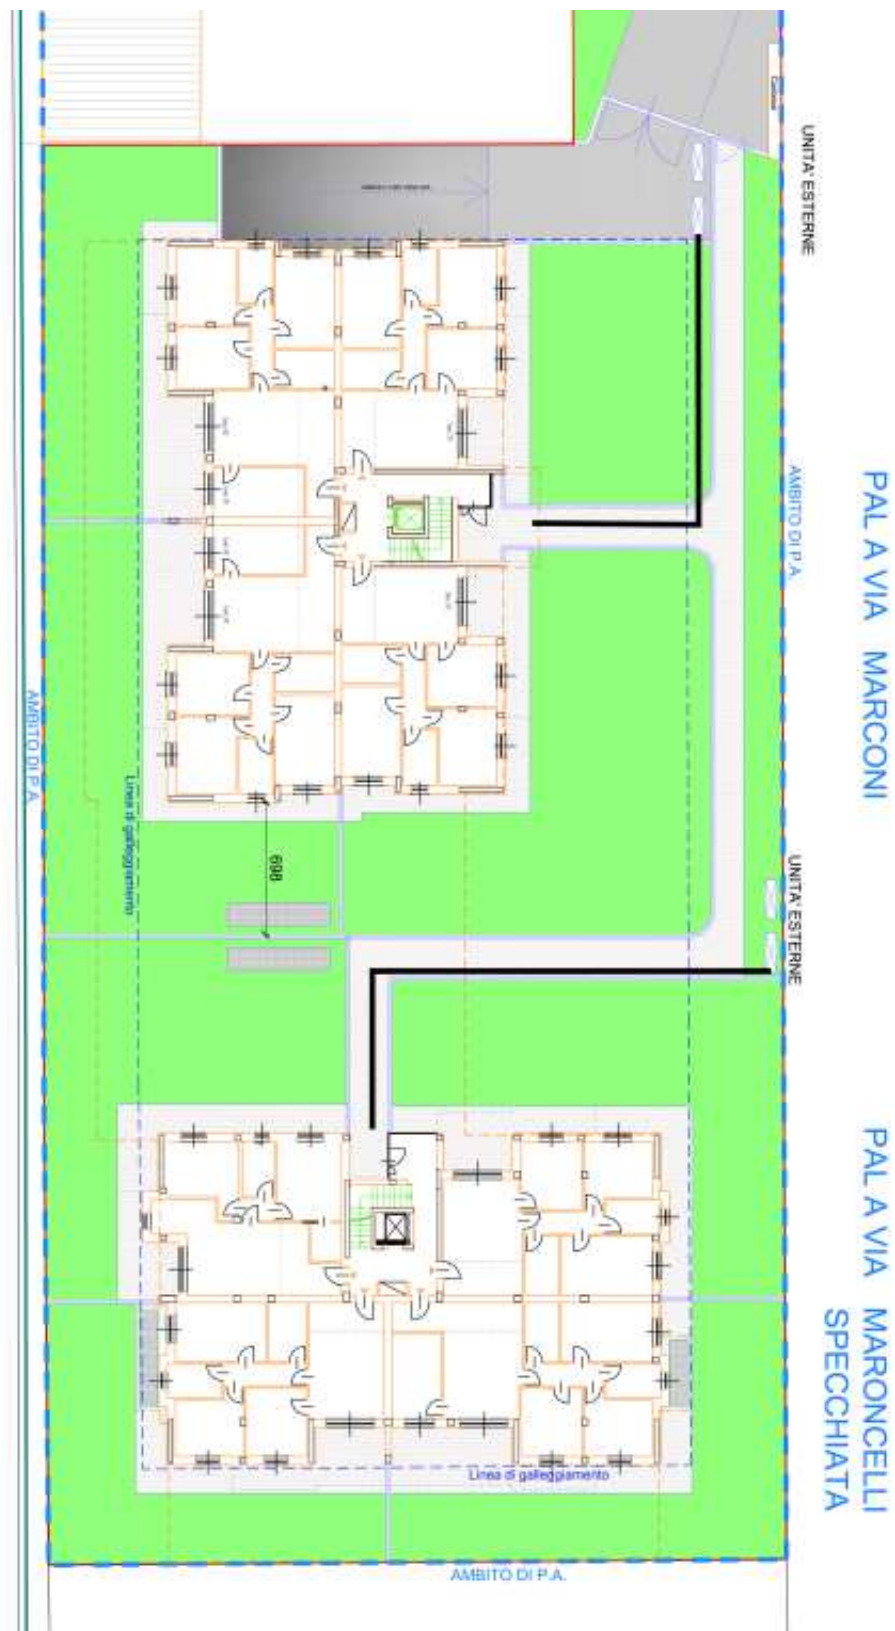 UNITA' ESTERNE
PAL A VIA MARCONI
AMBITO DI P.A.
AMBITO DI P.A.
Linea di galleggiamento
698
UNITA' ESTERNE
PAL A VIA MARONCELLI
SPECCHIATA
Linea di galleggiamento
AMBITO DI P.A.